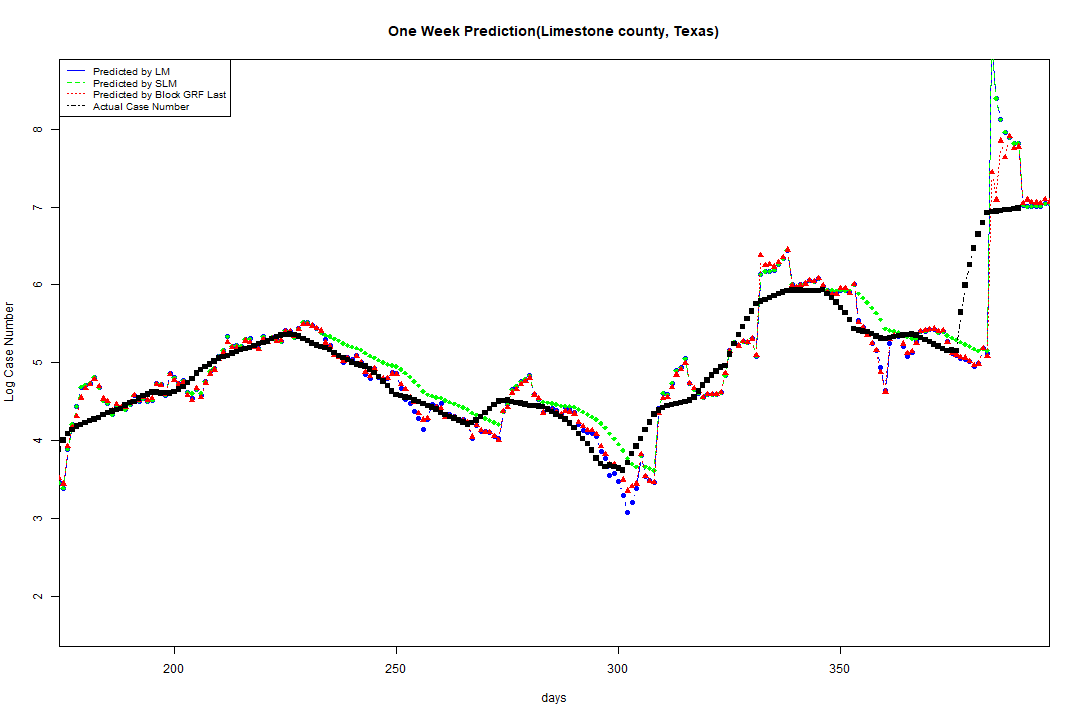 One Week Prediction(Limestone county, Texas)
Predicted by LM
Predicted by SLM
Predicted by Block GRF Last
Actual Case Number
Log Case Number
8
7
6
5
4
3
2
200 250 300 350
days